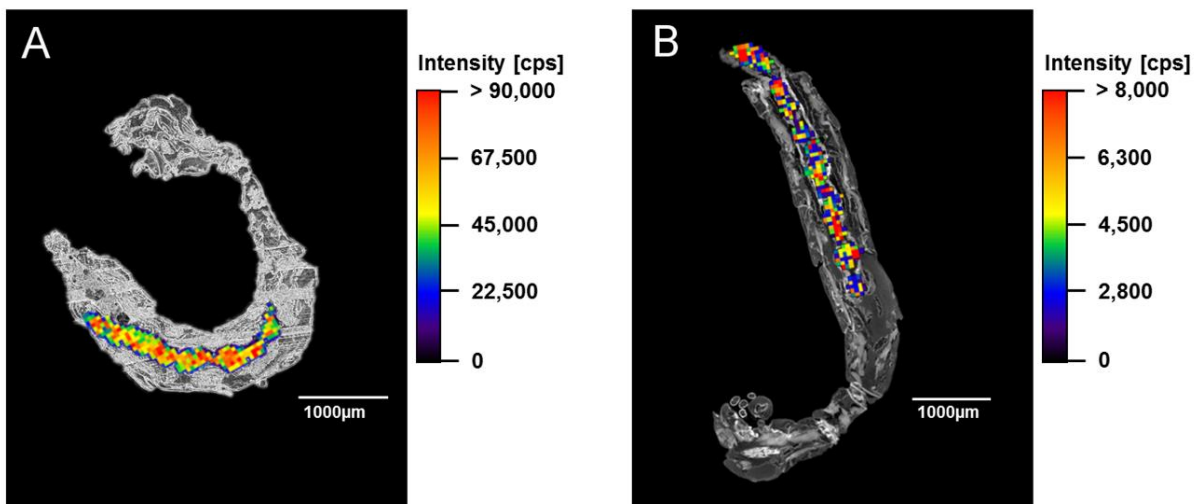 A
Intensity [cps]
> 90,000
67,500
45,000
22,500
0
1000µm
B
Intensity [cps]
> 8,000
6,300
4,500
2,800
0
1000µm